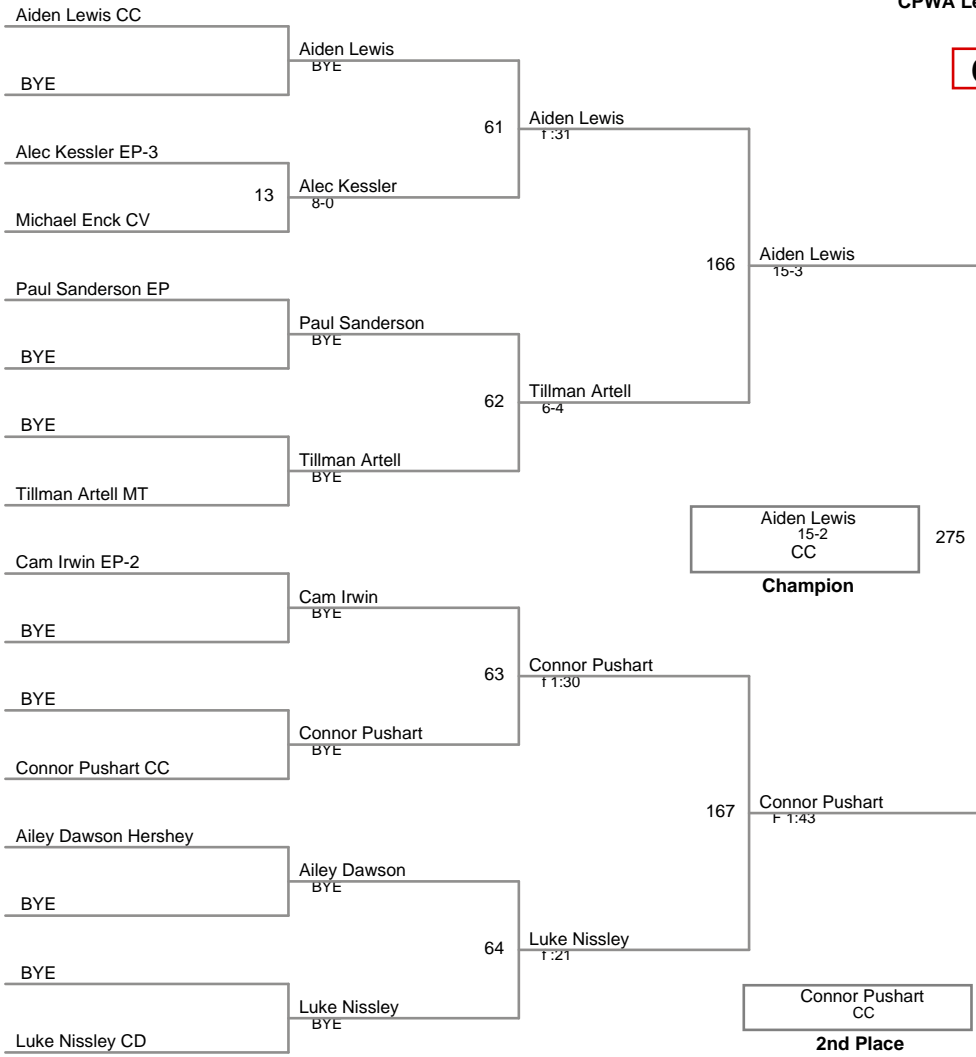 CPWA
Aiden Lewis CC
Aiden Lewis
BYE
BYE
61
Aiden Lewis
f :31
Alec Kessler EP-3
13
Alec Kessler
8-0
Michael Enck CV
166
Aiden Lewis
15-3
Paul Sanderson EP
Paul Sanderson
BYE
BYE
62
Tillman Artell
6-4
BYE
Tillman Artell
BYE
Tillman Artell MT
Aiden Lewis
15-2
CC
275
Champion
Cam Irwin EP-2
Cam Irwin
BYE
BYE
63
Connor Pushart
f 1:30
BYE
Connor Pushart
BYE
Connor Pushart CC
167
Connor Pushart
F 1:43
Ailey Dawson Hershey
Ailey Dawson
BYE
BYE
64
Luke Nissley
f :21
BYE
Luke Nissley
BYE
Luke Nissley CD
Connor Pushart
CC
2nd Place